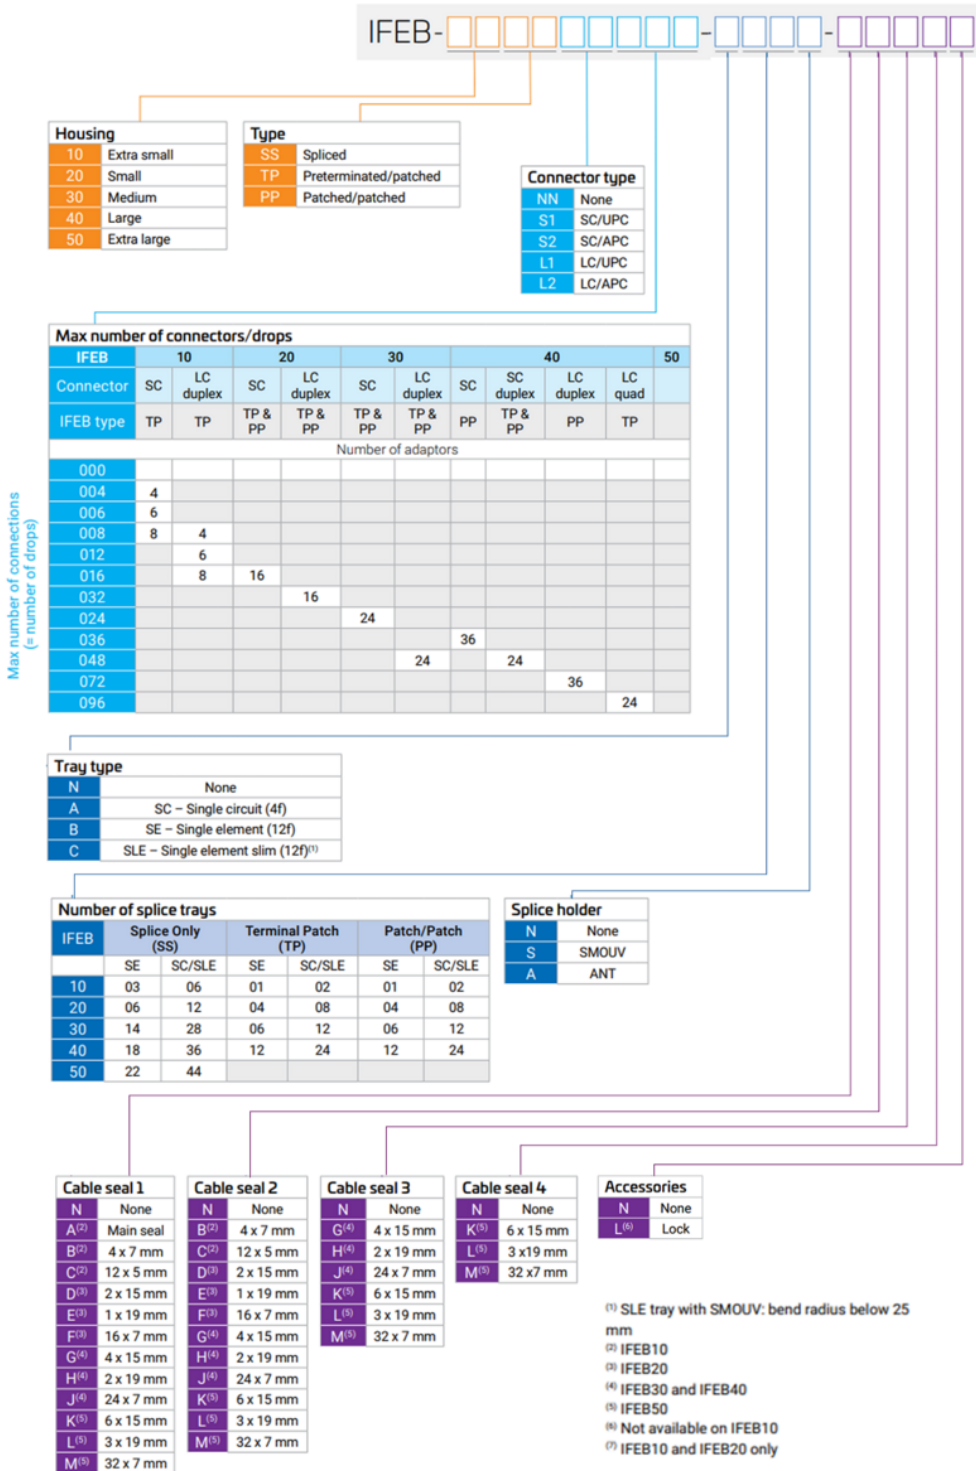 IFEB- - -
Housing
10 Extra small
20 Small
30 Medium
40 Large
50 Extra large
Type
SS Spliced
TP Preterminated/patched
PP Patched/patched
Connector type
NN None
S1 SC/UPC
S2 SC/APC
L1 LC/UPC
L2 LC/APC
Max number of connectors/drops
IFEB 10 20 30 40 50
Connector SC LC duplex SC LC duplex SC LC duplex SC SC duplex LC duplex LC quad
IFEB type TP TP TP & PP TP & PP TP & PP TP & PP PP TP & PP PP TP
Number of adaptors
Max number of connections
(= number of drops)
000
004 4
006 6
008 8 4
012 6
016 8 16
032 16
024 24
036 36
048 24 24
072 36
096 24
Tray type
N None
A SC – Single circuit (4f)
B SE – Single element (12f)
C SLE – Single element slim (12f)(1)
Number of splice trays
IFEB Splice Only (SS) Terminal Patch (TP) Patch/Patch (PP)
SE SC/SLE SE SC/SLE SE SC/SLE
10 03 06 01 02 01 02
20 06 12 04 08 04 08
30 14 28 06 12 06 12
40 18 36 12 24 12 24
50 22 44
Splice holder
N None
S SMOUV
A ANT
Cable seal 1
N None
A(2) Main seal
B(2) 4 x 7 mm
C(2) 12 x 5 mm
D(3) 2 x 15 mm
E(3) 1 x 19 mm
F(3) 16 x 7 mm
G(4) 4 x 15 mm
H(4) 2 x 19 mm
J(4) 24 x 7 mm
K(5) 6 x 15 mm
L(5) 3 x 19 mm
M(5) 32 x 7 mm
Cable seal 2
N None
B(2) 4 x 7 mm
C(2) 12 x 5 mm
D(3) 2 x 15 mm
E(3) 1 x 19 mm
F(3) 16 x 7 mm
G(4) 4 x 15 mm
H(4) 2 x 19 mm
J(4) 24 x 7 mm
K(5) 6 x 15 mm
L(5) 3 x 19 mm
M(5) 32 x 7 mm
Cable seal 3
N None
G(4) 4 x 15 mm
H(4) 2 x 19 mm
J(4) 24 x 7 mm
K(5) 6 x 15 mm
L(5) 3 x 19 mm
M(5) 32 x 7 mm
Cable seal 4
N None
K(5) 6 x 15 mm
L(5) 3 x19 mm
M(5) 32 x7 mm
Accessories
N None
L(6) Lock
(1) SLE tray with SMOUV: bend radius below 25
mm
(2) IFEB10
(3) IFEB20
(4) IFEB30 and IFEB40
(5) IFEB50
(6) Not available on IFEB10
(7) IFEB10 and IFEB20 only